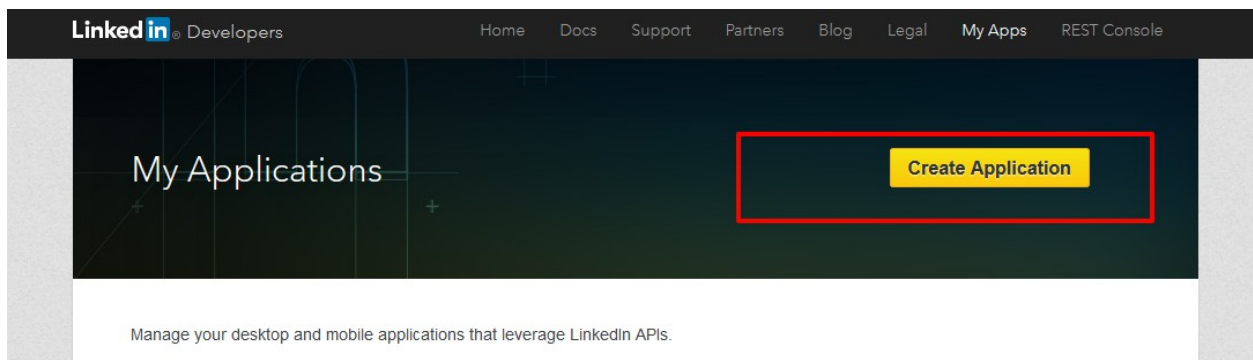 Linked in ® Developers Home Docs Support Partners Blog Legal My Apps REST Console
My Applications Create Application
Manage your desktop and mobile applications that leverage LinkedIn APIs.